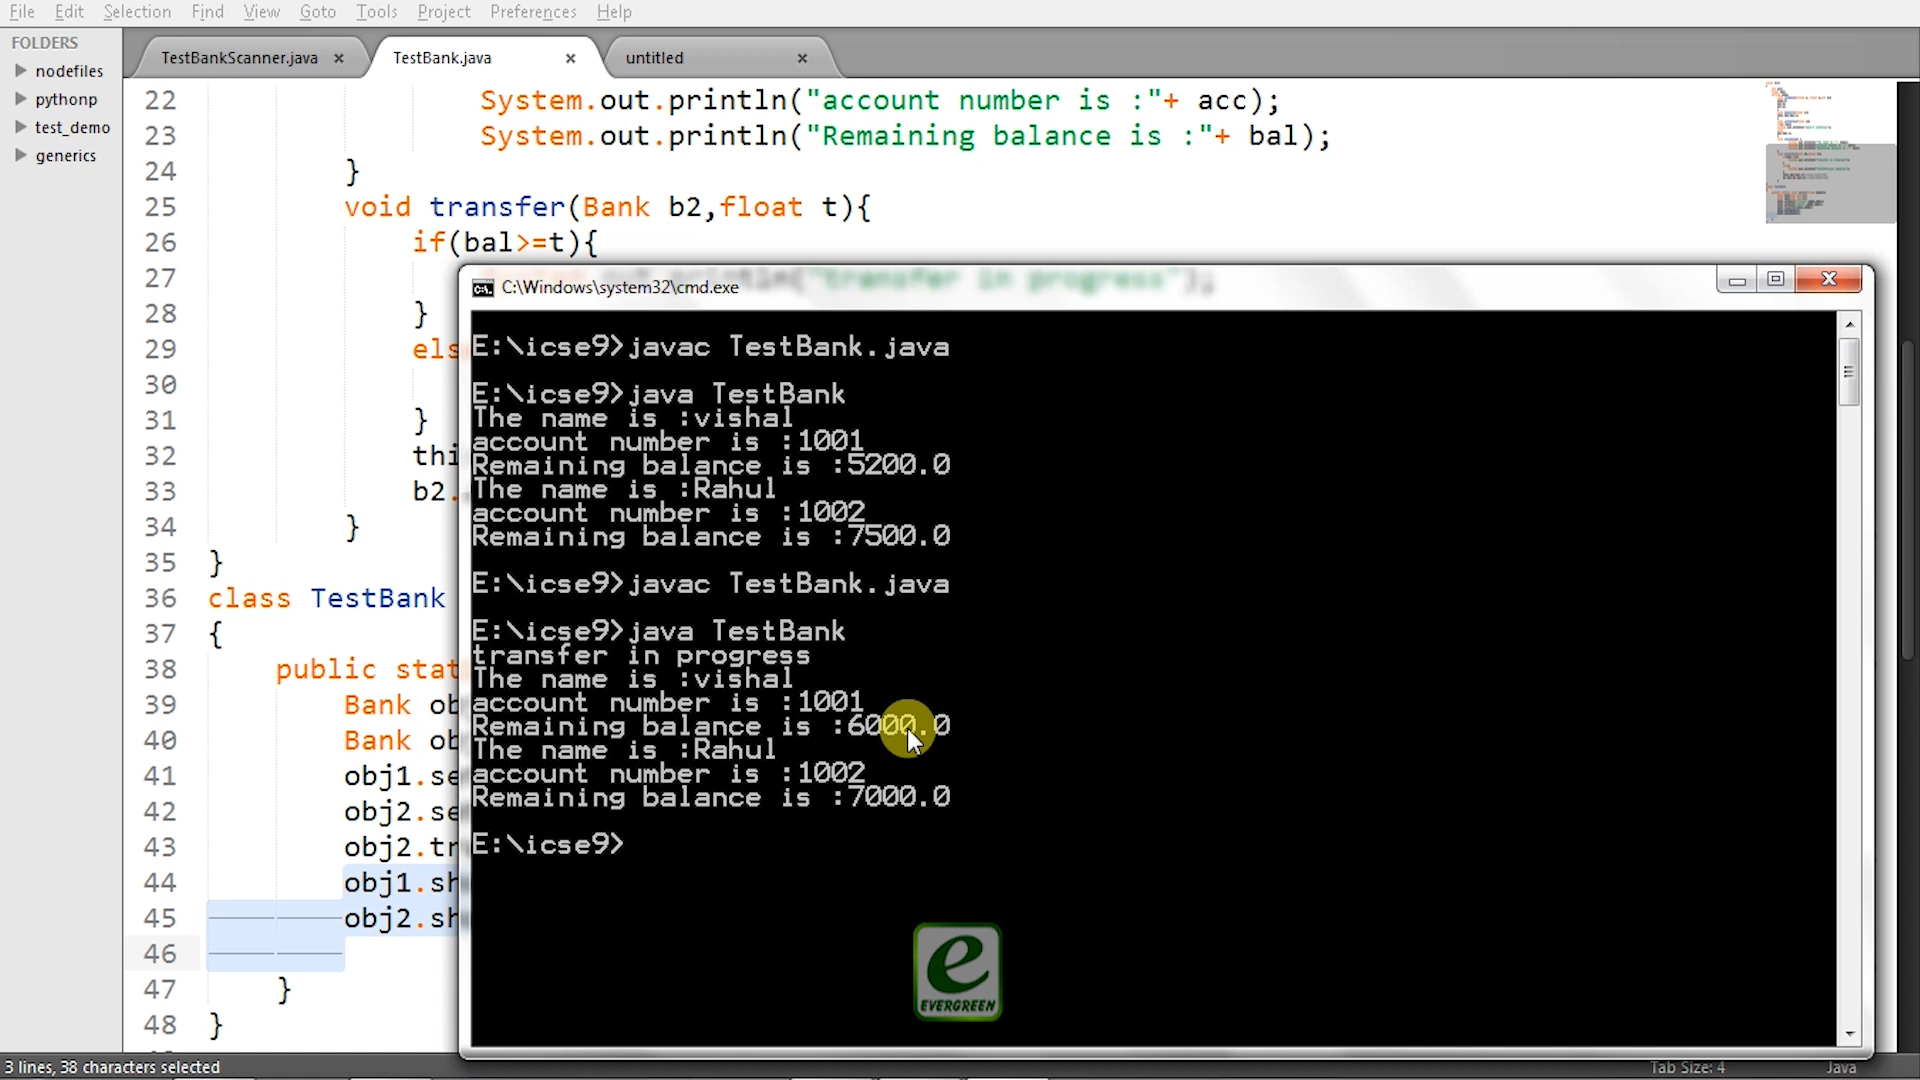 File Edit Selection Find View Goto Tools Project Preferences Help
FOLDERS
nodefiles
pythonp
test_demo
generics
TestBankScanner.java × TestBank.java × untitled ×
22 System.out.println("account number is :"+ acc);
23 System.out.println("Remaining balance is :"+ bal);
24 }
25 void transfer(Bank b2,float t){
26 if(bal>=t){
27 System.out.println("transfer in progress");
28 }
29 els
30
31 }
32 thi
33 b2.
34 }
35 }
36 class TestBank
37 {
38 public stat
39 Bank ob
40 Bank ob
41 obj1.se
42 obj2.se
43 obj2.tr
44 obj1.sh
45 obj2.sh
46
47 }
48 }
C:\Windows\system32\cmd.exe
E:\icse9>javac TestBank.java
E:\icse9>java TestBank
The name is :vishal
account number is :1001
Remaining balance is :5200.0
The name is :Rahul
account number is :1002
Remaining balance is :7500.0
E:\icse9>javac TestBank.java
E:\icse9>java TestBank
transfer in progress
The name is :vishal
account number is :1001
Remaining balance is :6000.0
The name is :Rahul
account number is :1002
Remaining balance is :7000.0
E:\icse9>
e
EVERGREEN
3 lines, 38 characters selected
Tab Size: 4 Java